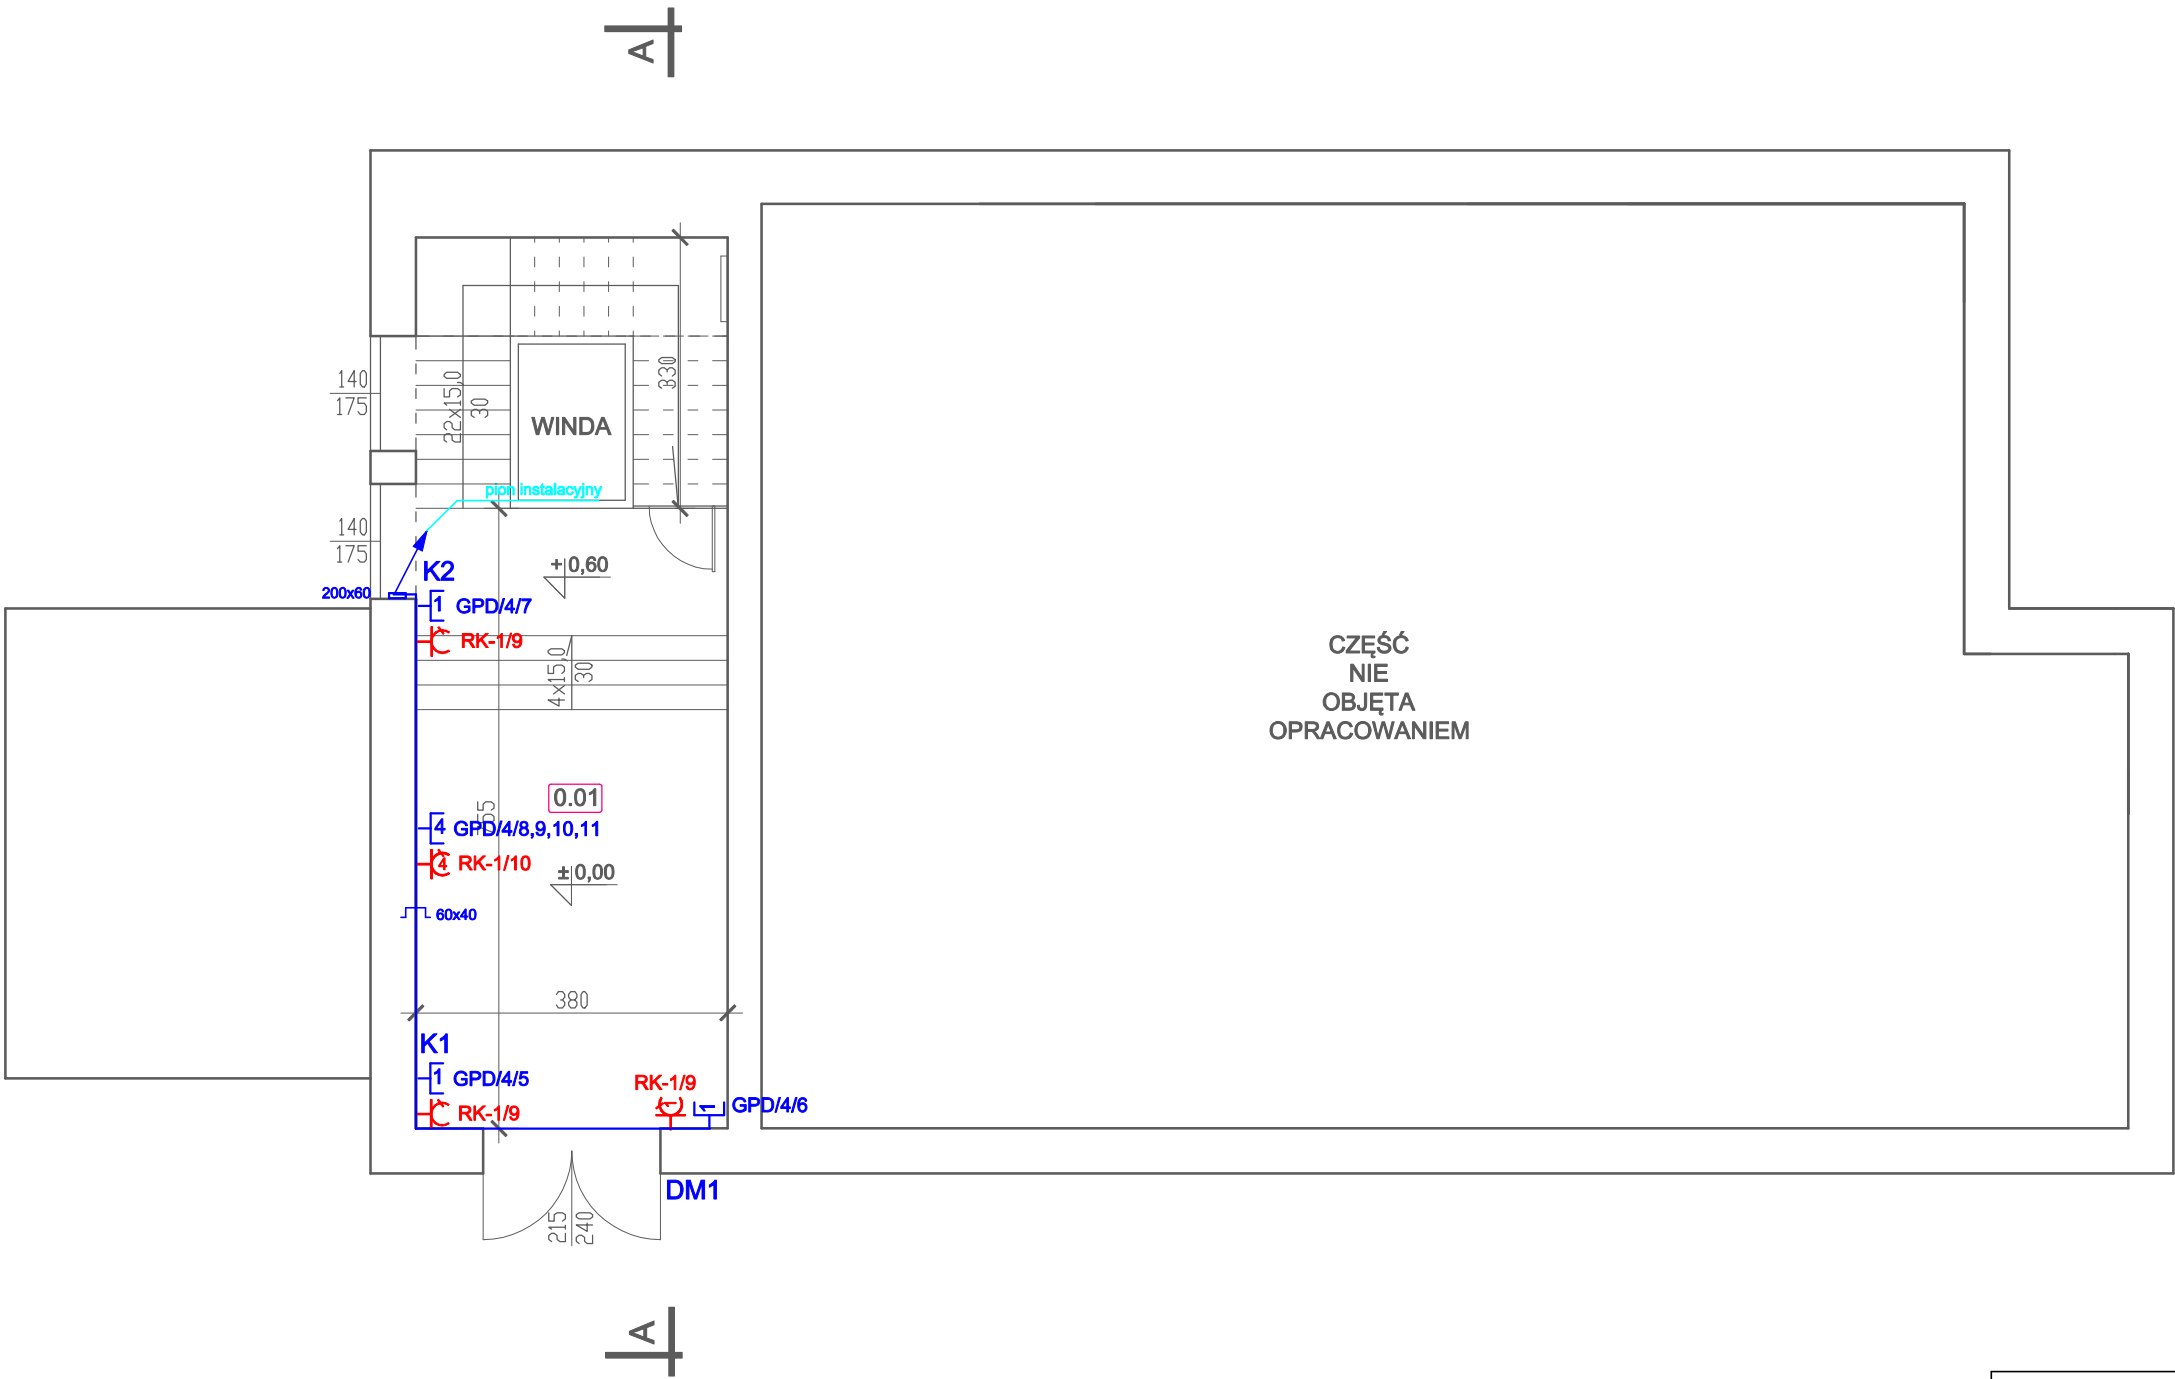 A
140
175
22x15,0
30
WINDA
330
pion instalacyjny
140
175
+0,60
K2
200x60
1
GPD/4/7
RK-1/9
4x15,0
30
CZĘŚĆ
NIE
OBJĘTA
OPRACOWANIEM
0.01
4
GPD/4/8,9,10,11
4
RK-1/10
±0,00
60x40
380
K1
1
GPD/4/5
RK-1/9
RK-1/9
1
1
GPD/4/6
DM1
215
240
A